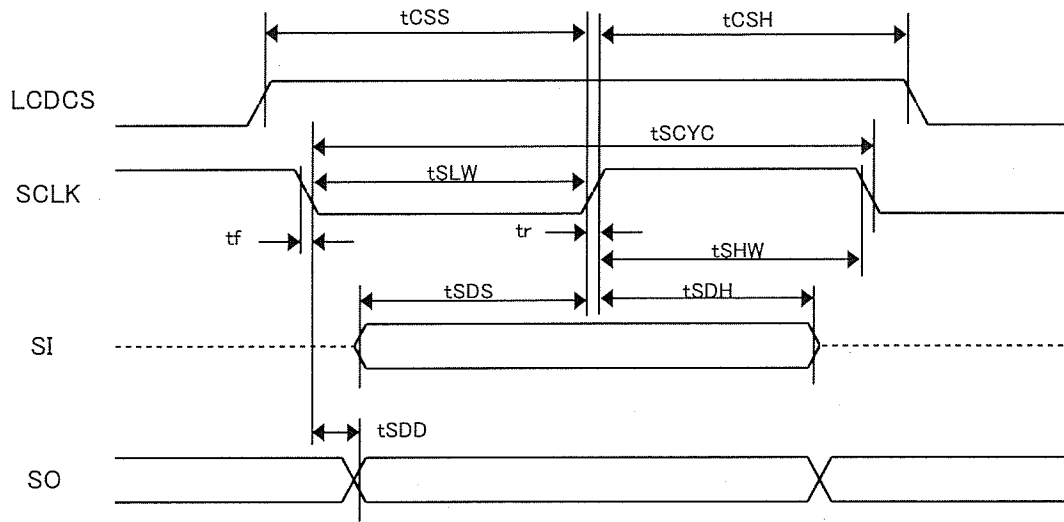 tCSS
tCSH
LCDCS
tSCYC
SCLK
tSLW
tf
tr
tSHW
tSDS
tSDH
SI
tSDD
SO